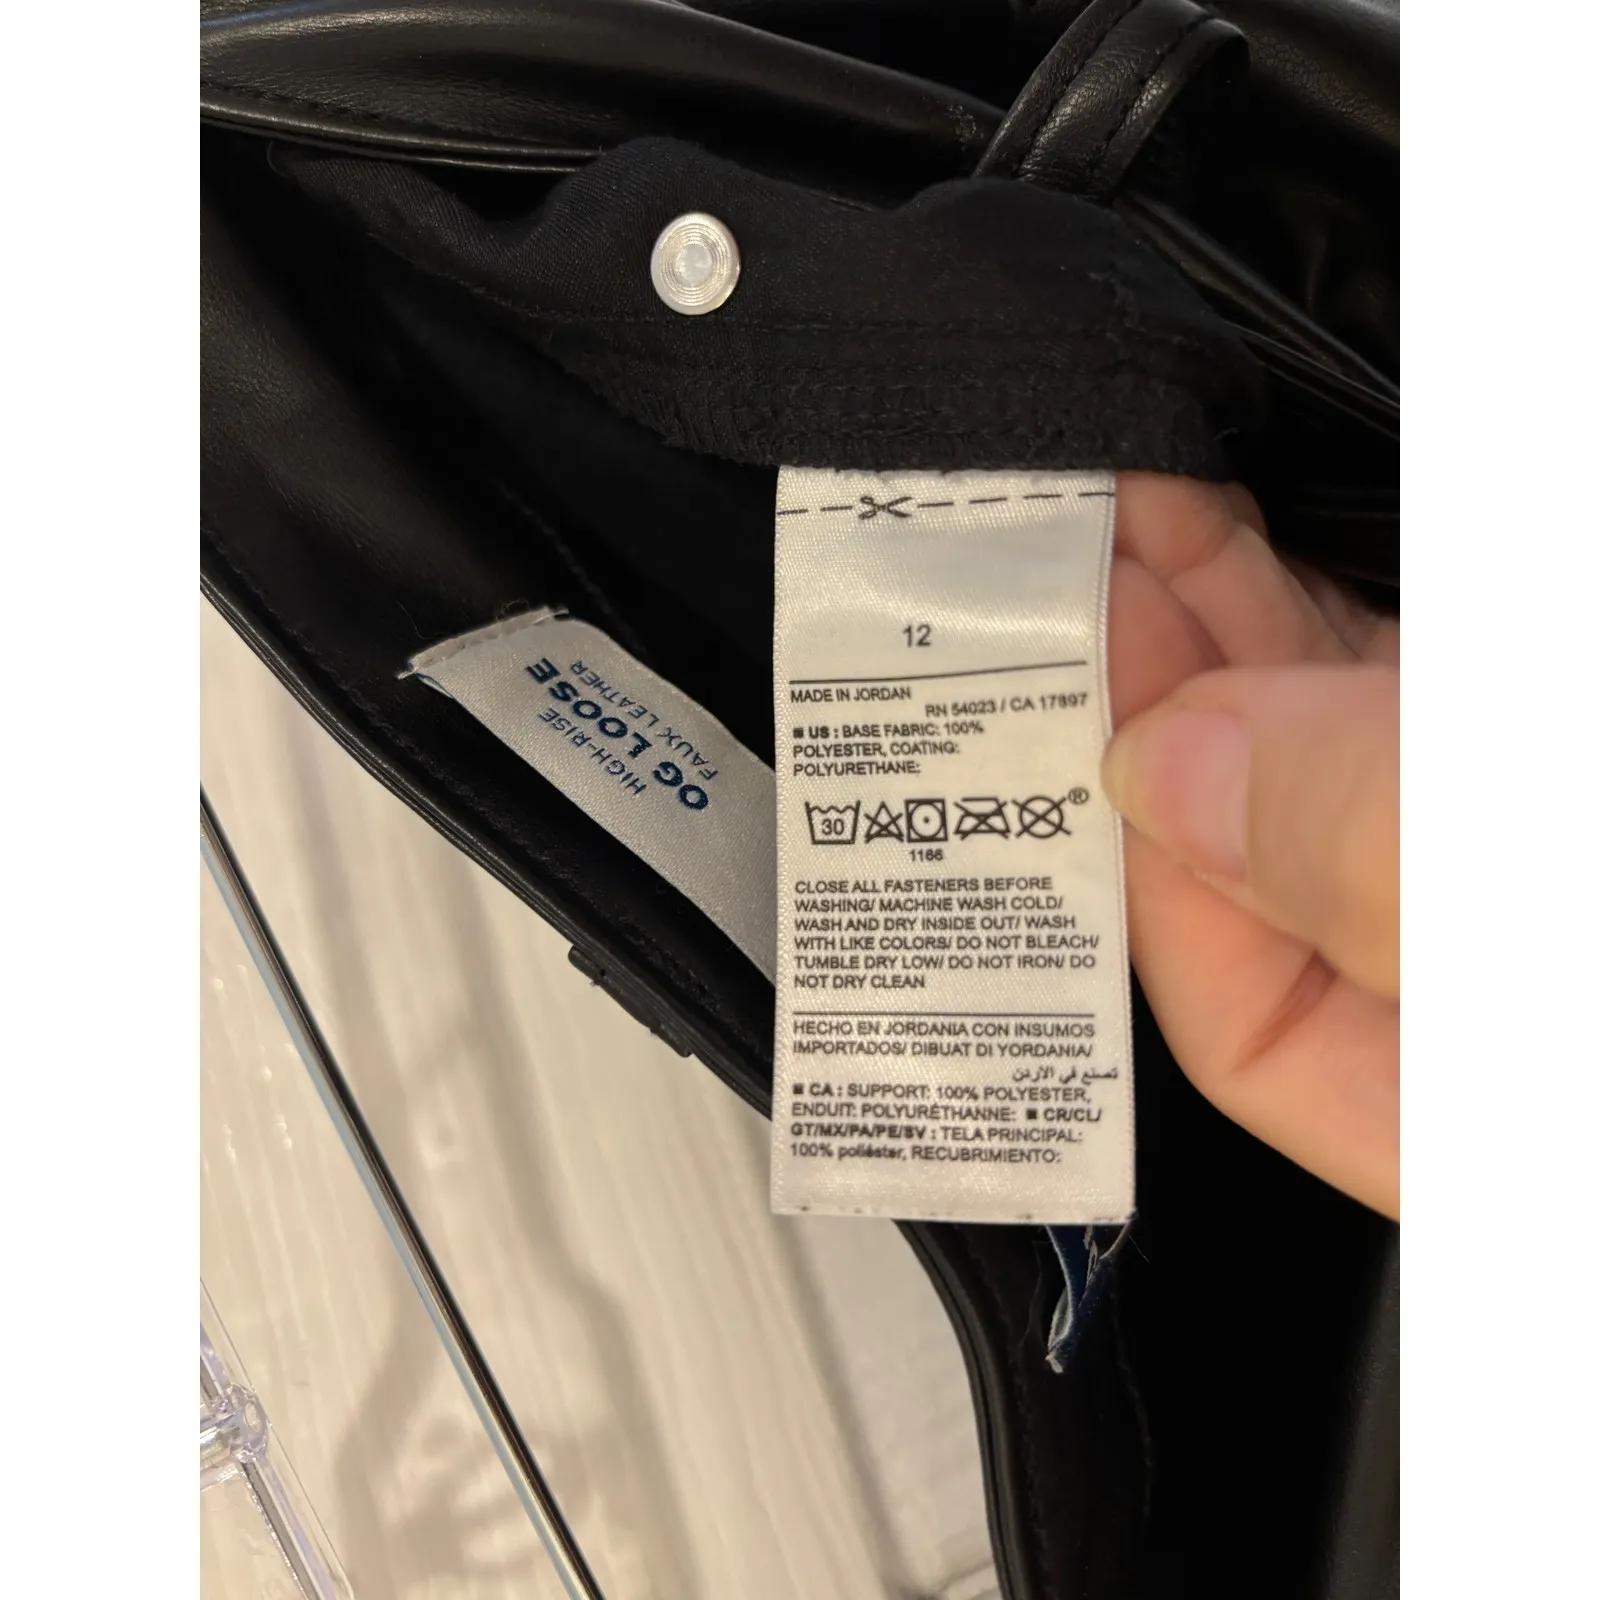 12
MADE IN JORDAN
RN 54023 / CA 17897
■ US : BASE FABRIC: 100%
POLYESTER, COATING:
POLYURETHANE;
30
®
1166
CLOSE ALL FASTENERS BEFORE
WASHING/ MACHINE WASH COLD/
WASH AND DRY INSIDE OUT/ WASH
WITH LIKE COLORS/ DO NOT BLEACH/
TUMBLE DRY LOW/ DO NOT IRON/ DO
NOT DRY CLEAN
HECHO EN JORDANIA CON INSUMOS
IMPORTADOS/ DIBUAT DI YORDANIA/
تصنع في الاردن
■ CA : SUPPORT: 100% POLYESTER,
ENDUIT: POLYURÉTHANNE; ■ CR/CL/
GT/MX/PA/PE/SV : TELA PRINCIPAL:
100% poliéster, RECUBRIMIENTO:
HIGH-RISE
OG LOOSE
FAUX LEATHER